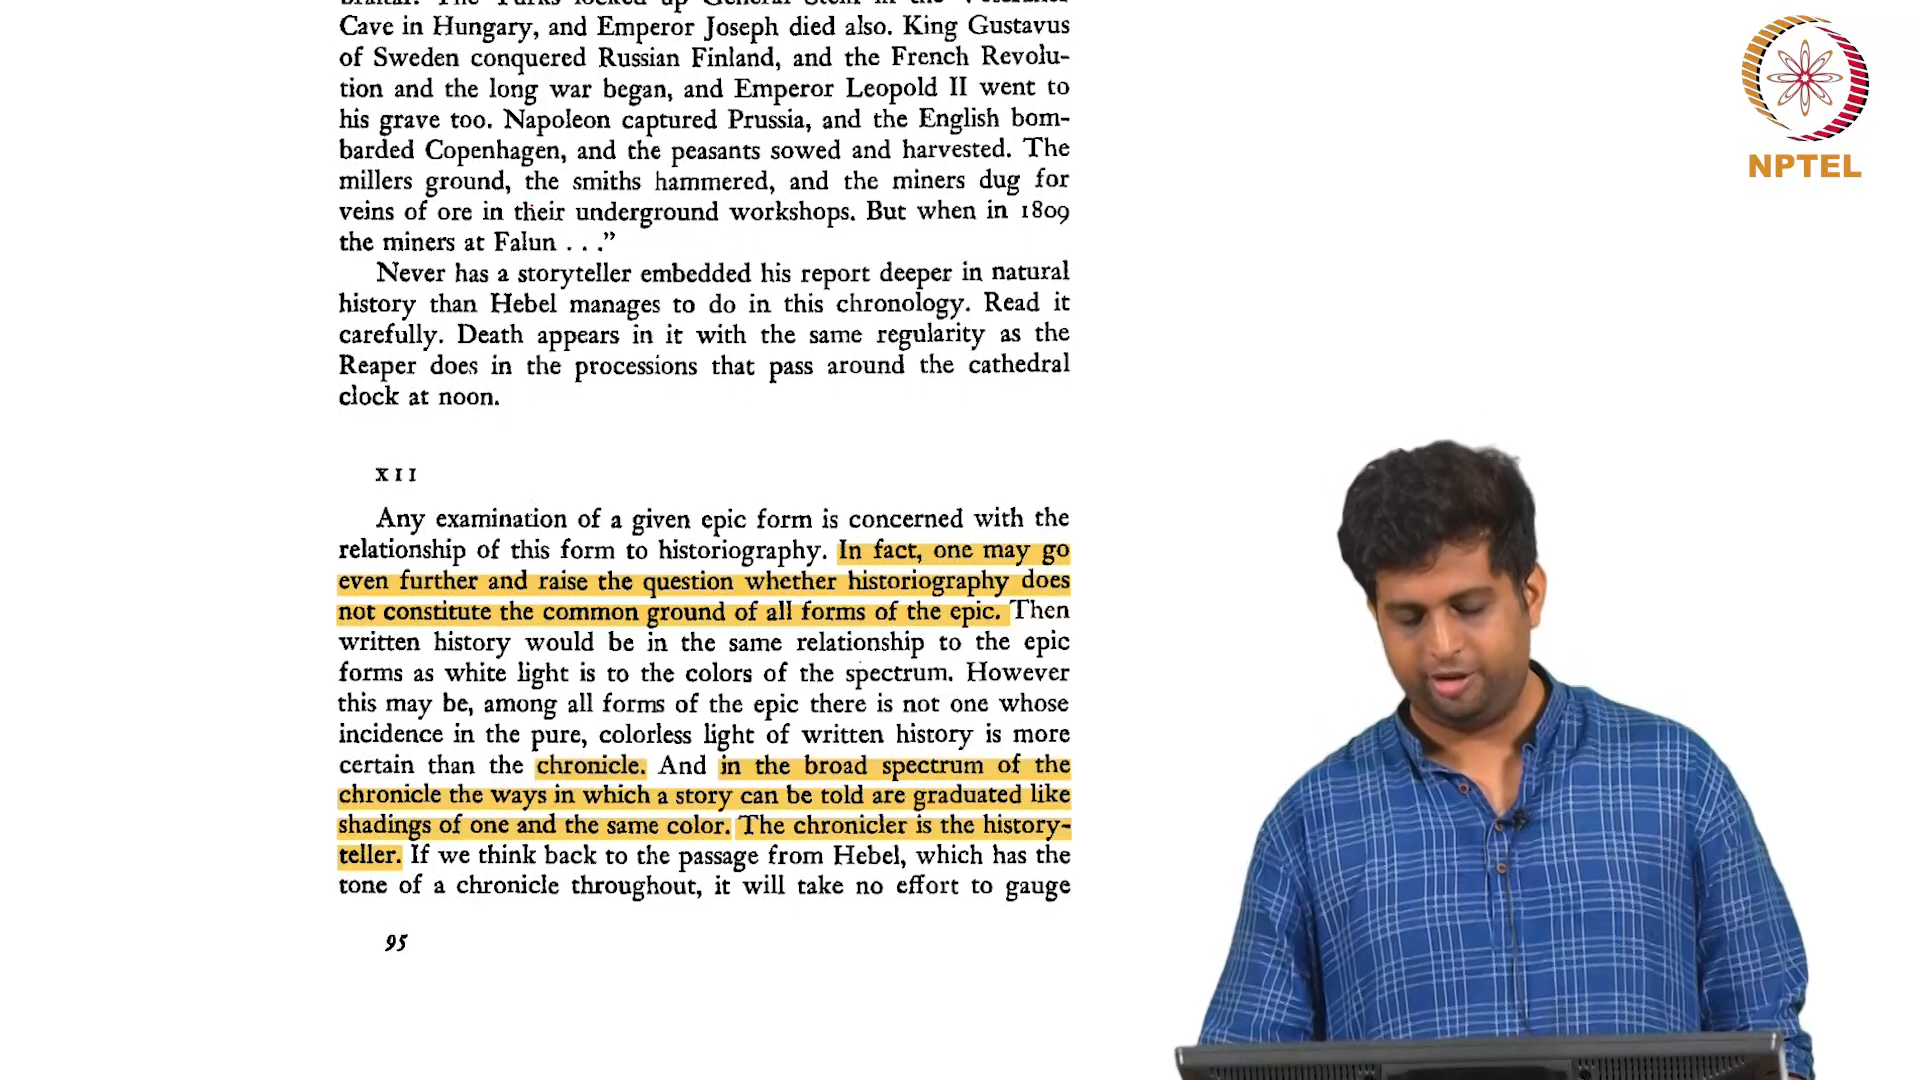 Cave in Hungary, and Emperor Joseph died also. King Gustavus
of Sweden conquered Russian Finland, and the French Revolu-
tion and the long war began, and Emperor Leopold II went to
his grave too. Napoleon captured Prussia, and the English bom-
barded Copenhagen, and the peasants sowed and harvested. The
millers ground, the smiths hammered, and the miners dug for
veins of ore in their underground workshops. But when in 1809
the miners at Falun . . .”
Never has a storyteller embedded his report deeper in natural
history than Hebel manages to do in this chronology. Read it
carefully. Death appears in it with the same regularity as the
Reaper does in the processions that pass around the cathedral
clock at noon.
XII
Any examination of a given epic form is concerned with the
relationship of this form to historiography. In fact, one may go
even further and raise the question whether historiography does
not constitute the common ground of all forms of the epic. Then
written history would be in the same relationship to the epic
forms as white light is to the colors of the spectrum. However
this may be, among all forms of the epic there is not one whose
incidence in the pure, colorless light of written history is more
certain than the chronicle. And in the broad spectrum of the
chronicle the ways in which a story can be told are graduated like
shadings of one and the same color. The chronicler is the history-
teller. If we think back to the passage from Hebel, which has the
tone of a chronicle throughout, it will take no effort to gauge
95
NPTEL